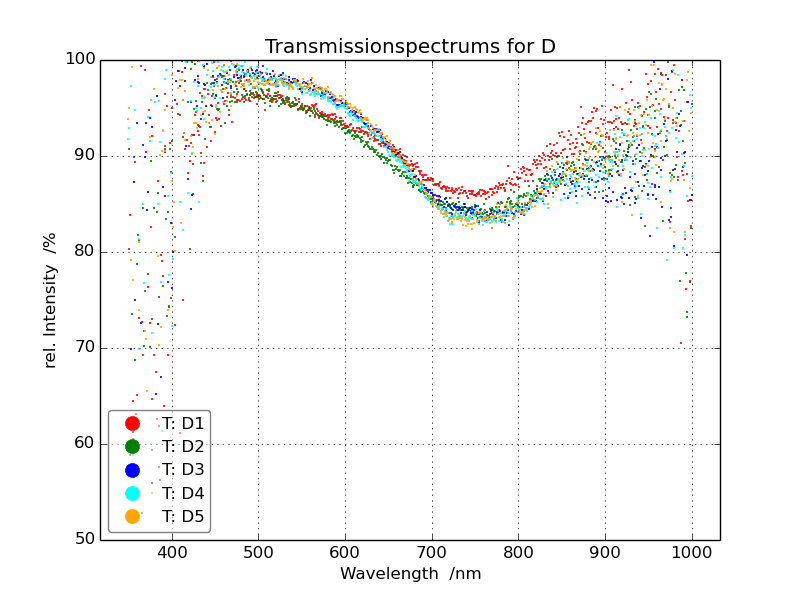 Transmissionspectrums for D
100
90
80
70
60
50
rel. Intensity /%
T: D1
T: D2
T: D3
T: D4
T: D5
400 500 600 700 800 900 1000
Wavelength /nm